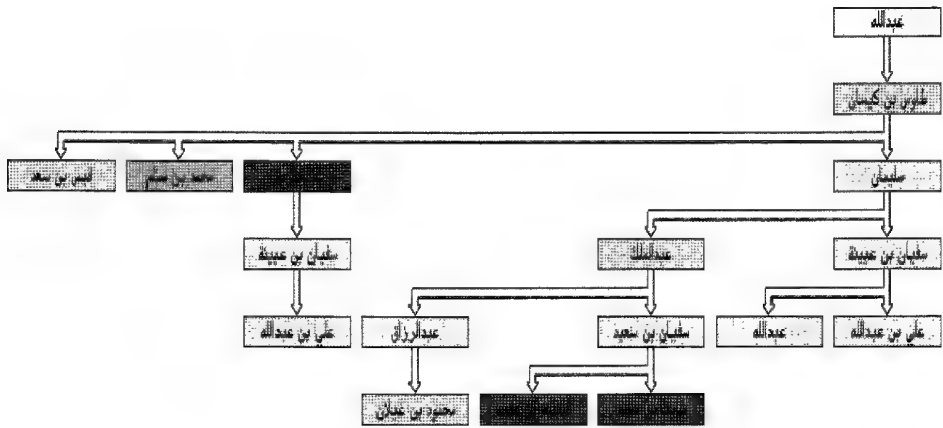 عبدالله
طاوس بن كيسان
سليمان
محمد بن مسلم
قيس بن سعد
سفيان بن عيينة
عبدالملك
سفيان بن عيينة
علي بن عبدالله
عبدالله
سفيان بن سعيد
عبدالرزاق
علي بن عبدالله
محمود بن غيلان